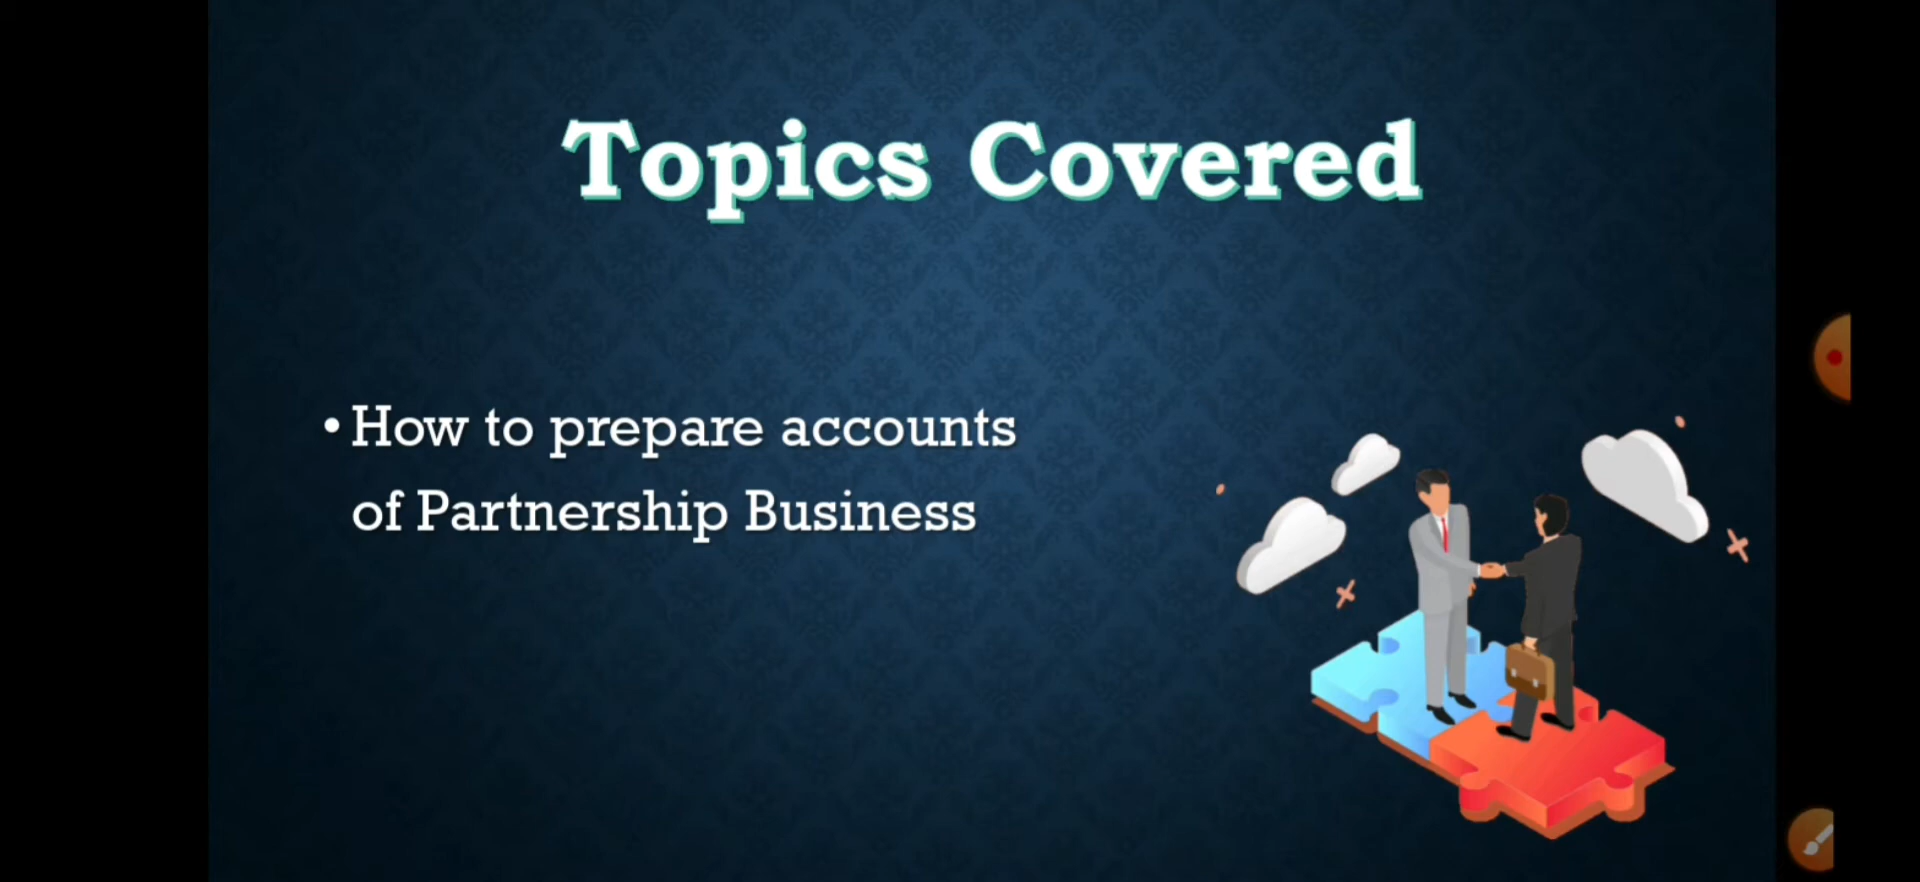 Topics Covered
• How to prepare accounts
of Partnership Business